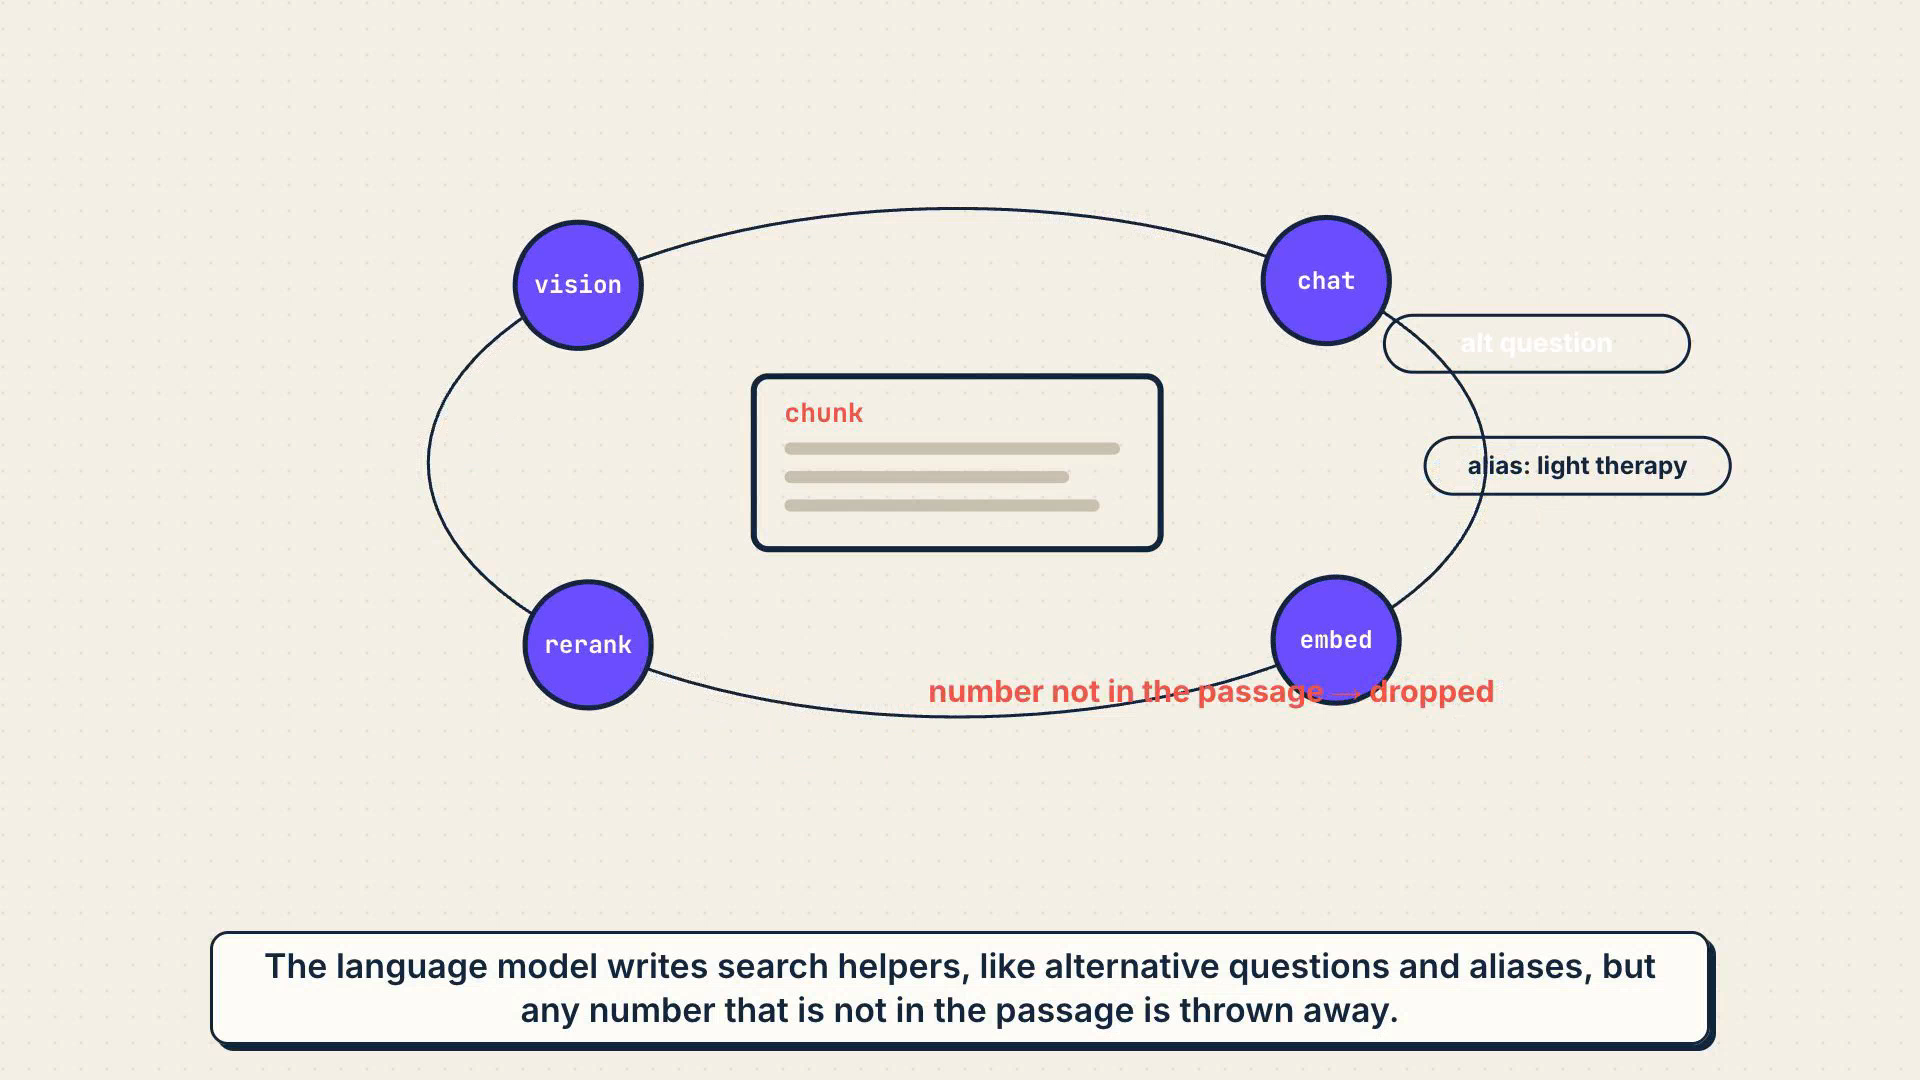 vision
chat
alt question
chunk
alias: light therapy
rerank
embed
number not in the passage → dropped
The language model writes search helpers, like alternative questions and aliases, but
any number that is not in the passage is thrown away.